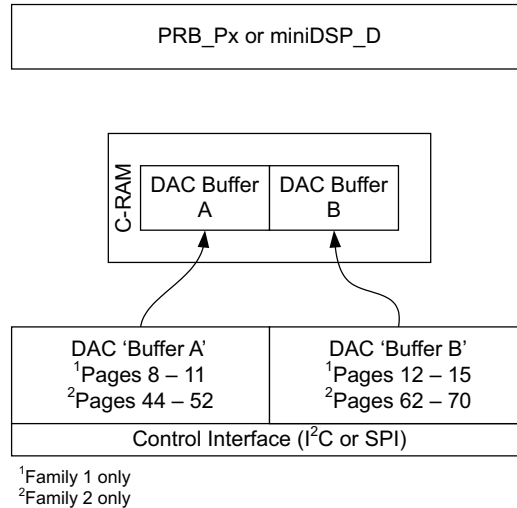 PRB_Px or miniDSP_D
C-RAM
DAC Buffer
A
DAC Buffer
B
DAC ‘Buffer A’
¹Pages 8 – 11
²Pages 44 – 52
DAC ‘Buffer B’
¹Pages 12 – 15
²Pages 62 – 70
Control Interface (I²C or SPI)
¹Family 1 only
²Family 2 only